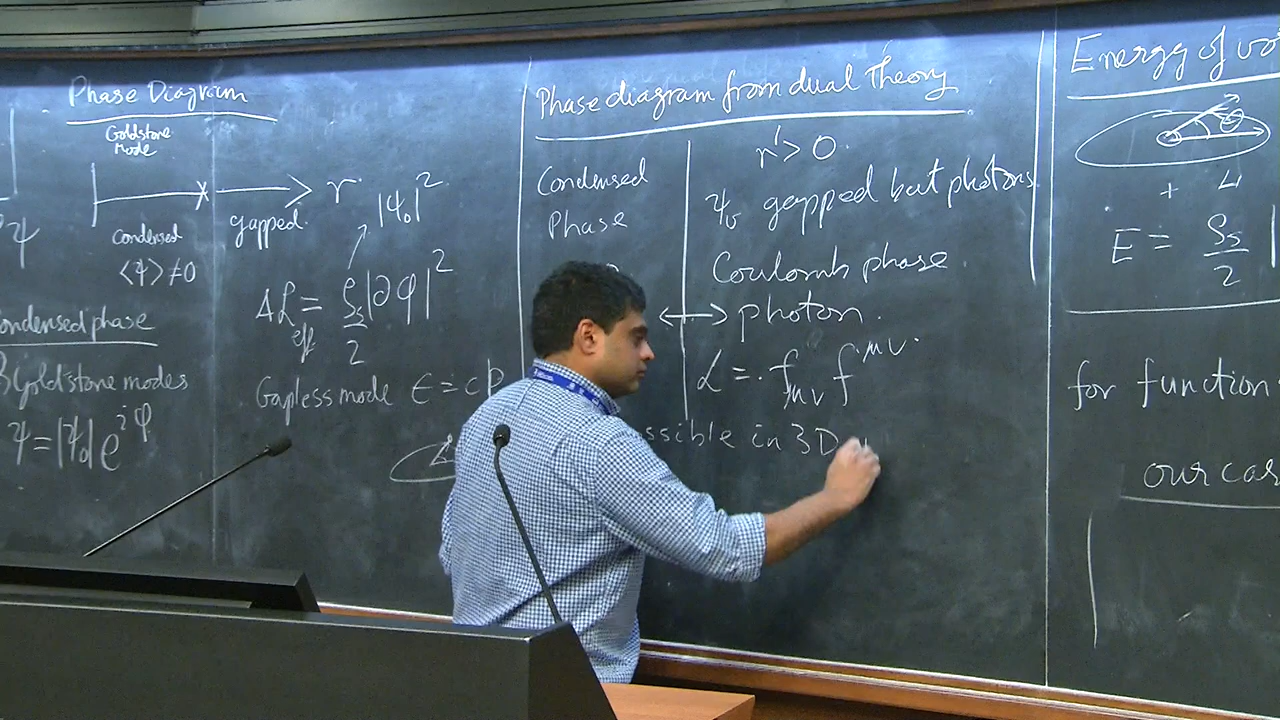 Phase Diagram
Goldstone
Mode
r
gapped
Condensed
⟨ψ⟩ ≠ 0
ψ
|ψ₀|²
ondensed phase
Δℒ_eff = ρₛ/2 |∂φ|²
Goldstone modes
ψ = |ψ₀| e^{iφ}
Gapless mode ϵ = cp
Phase diagram from dual Theory
r' > 0
Condensed
Phase
ψᵥ gapped but photons
Coulomb phase
↔ photon.
ℒ = . f_{μν} f^{μν}.
ssible in 3D
Energy of vo
+
E = ρₛ/2 |
for function
our cas